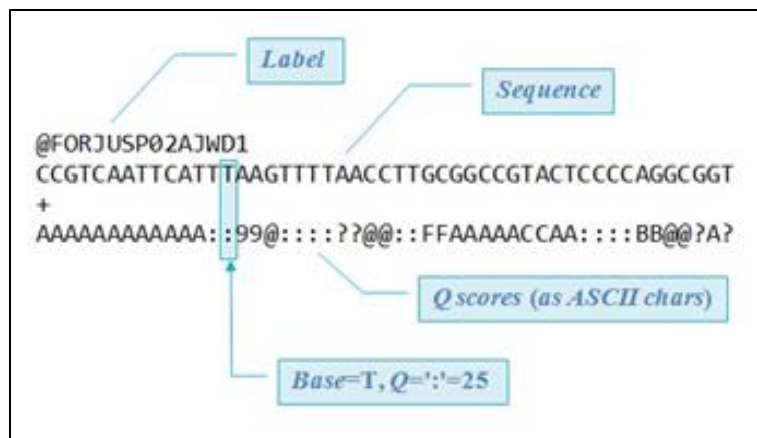 Label
Sequence
@FORJUSP02AJWD1
CCGTCAATTCATTTAAGTTTTAACCTTGCGGCCGTACTCCCCAGGCGGT
+
AAAAAAAAAAAA::99@::::??@@::FFAAAAACCAA::::BB@@?A?
Q scores (as ASCII chars)
Base=T, Q=':'=25